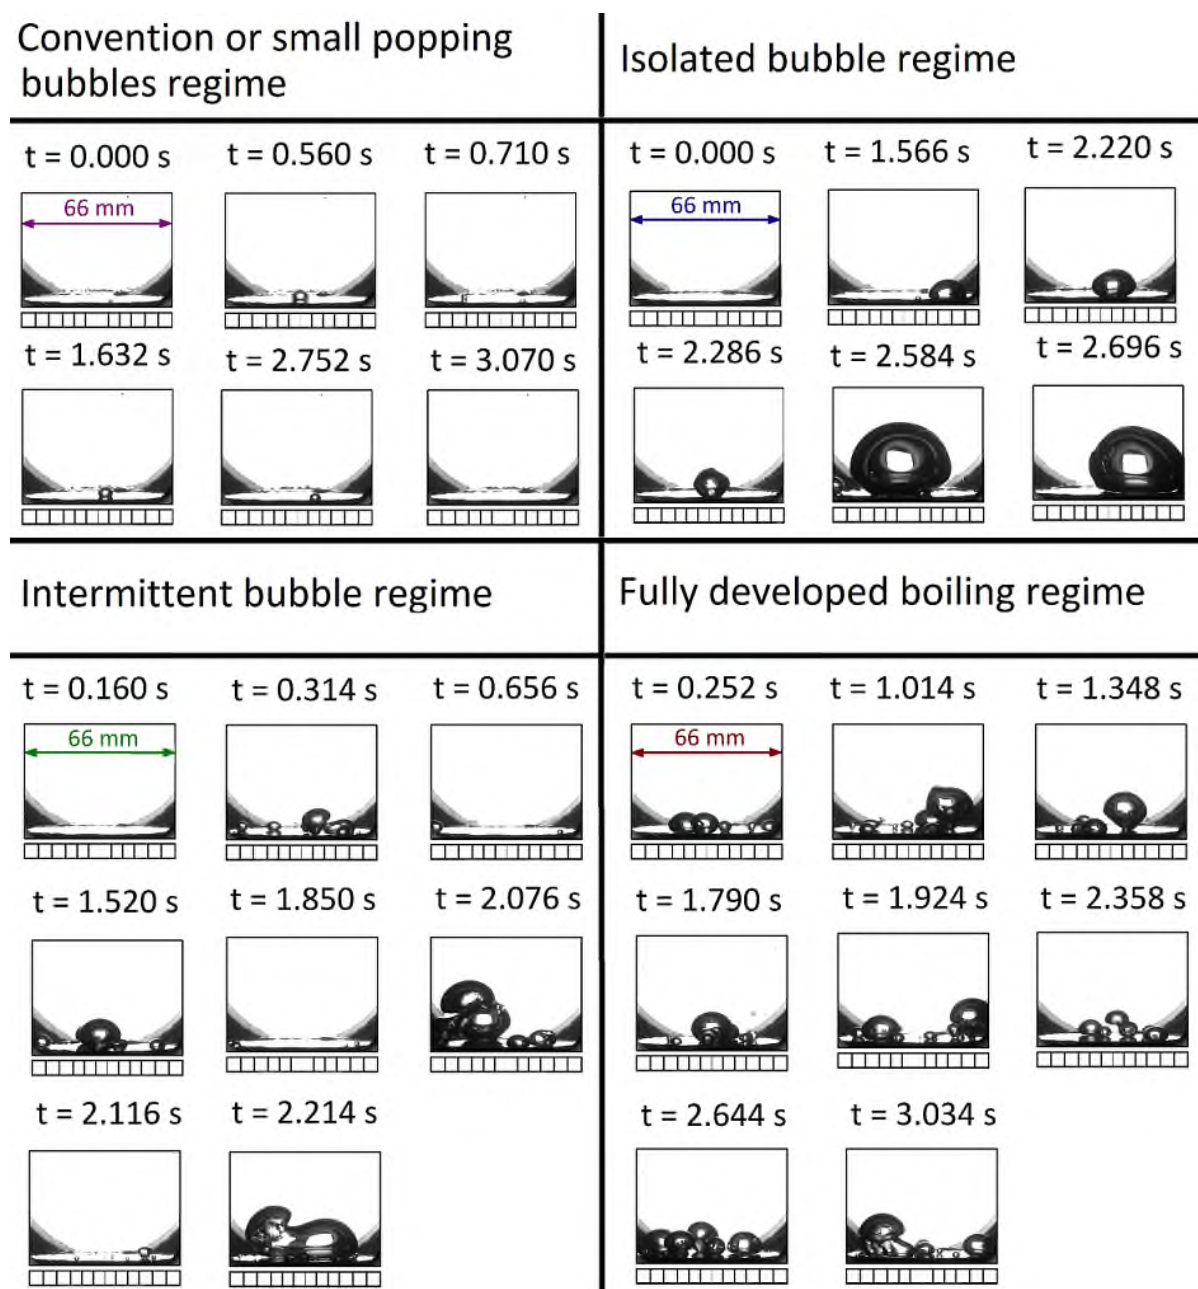 Convention or small popping
bubbles regime
Isolated bubble regime
t = 0.000 s
t = 0.560 s
t = 0.710 s
66 mm
t = 1.632 s
t = 2.752 s
t = 3.070 s
t = 0.000 s
t = 1.566 s
t = 2.220 s
66 mm
t = 2.286 s
t = 2.584 s
t = 2.696 s
Intermittent bubble regime
Fully developed boiling regime
t = 0.160 s
t = 0.314 s
t = 0.656 s
66 mm
t = 1.520 s
t = 1.850 s
t = 2.076 s
t = 2.116 s
t = 2.214 s
t = 0.252 s
t = 1.014 s
t = 1.348 s
66 mm
t = 1.790 s
t = 1.924 s
t = 2.358 s
t = 2.644 s
t = 3.034 s